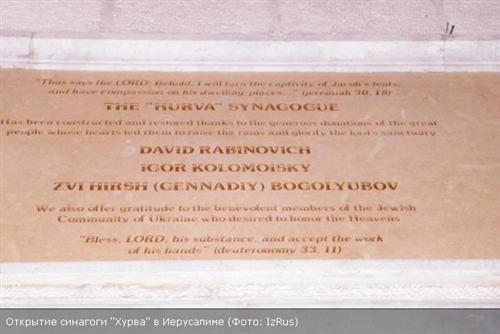 "Thus says the LORD: Behold, I will turn the captivity of Jacob's tents,
and have compassion on his dwelling-places..." (jeremiah 30, 18)
THE "HURVA" SYNAGOGUE
Has been constructed and restored thanks to the generous donations of the great
people whose hearts led them to raise the ruins and glorify the lord's sanctuary
DAVID RABINOVICH
IGOR KOLOMOISKY
ZVI HIRSH (GENNADIY) BOGOLYUBOV
We also offer gratitude to the benevolent members of the Jewish
Community of Ukraine who desired to honor the Heavens
"Bless, LORD, his substance, and accept the work
of his hands" (deuteronomy 33, 11)
Открытие синагоги "Хурва" в Иерусалиме (Фото: IzRus)